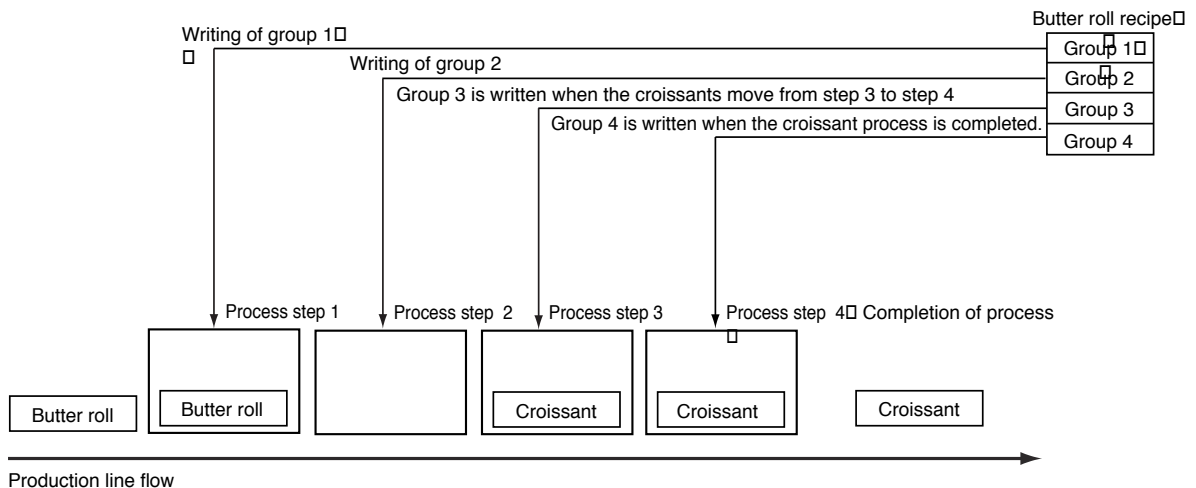 Butter roll recipe
Writing of group 1
Group 1
Writing of group 2
Group 2
Group 3 is written when the croissants move from step 3 to step 4
Group 3
Group 4 is written when the croissant process is completed.
Group 4
Process step 1
Process step 2
Process step 3
Process step 4 Completion of process
Butter roll
Butter roll
Croissant
Croissant
Croissant
Production line flow